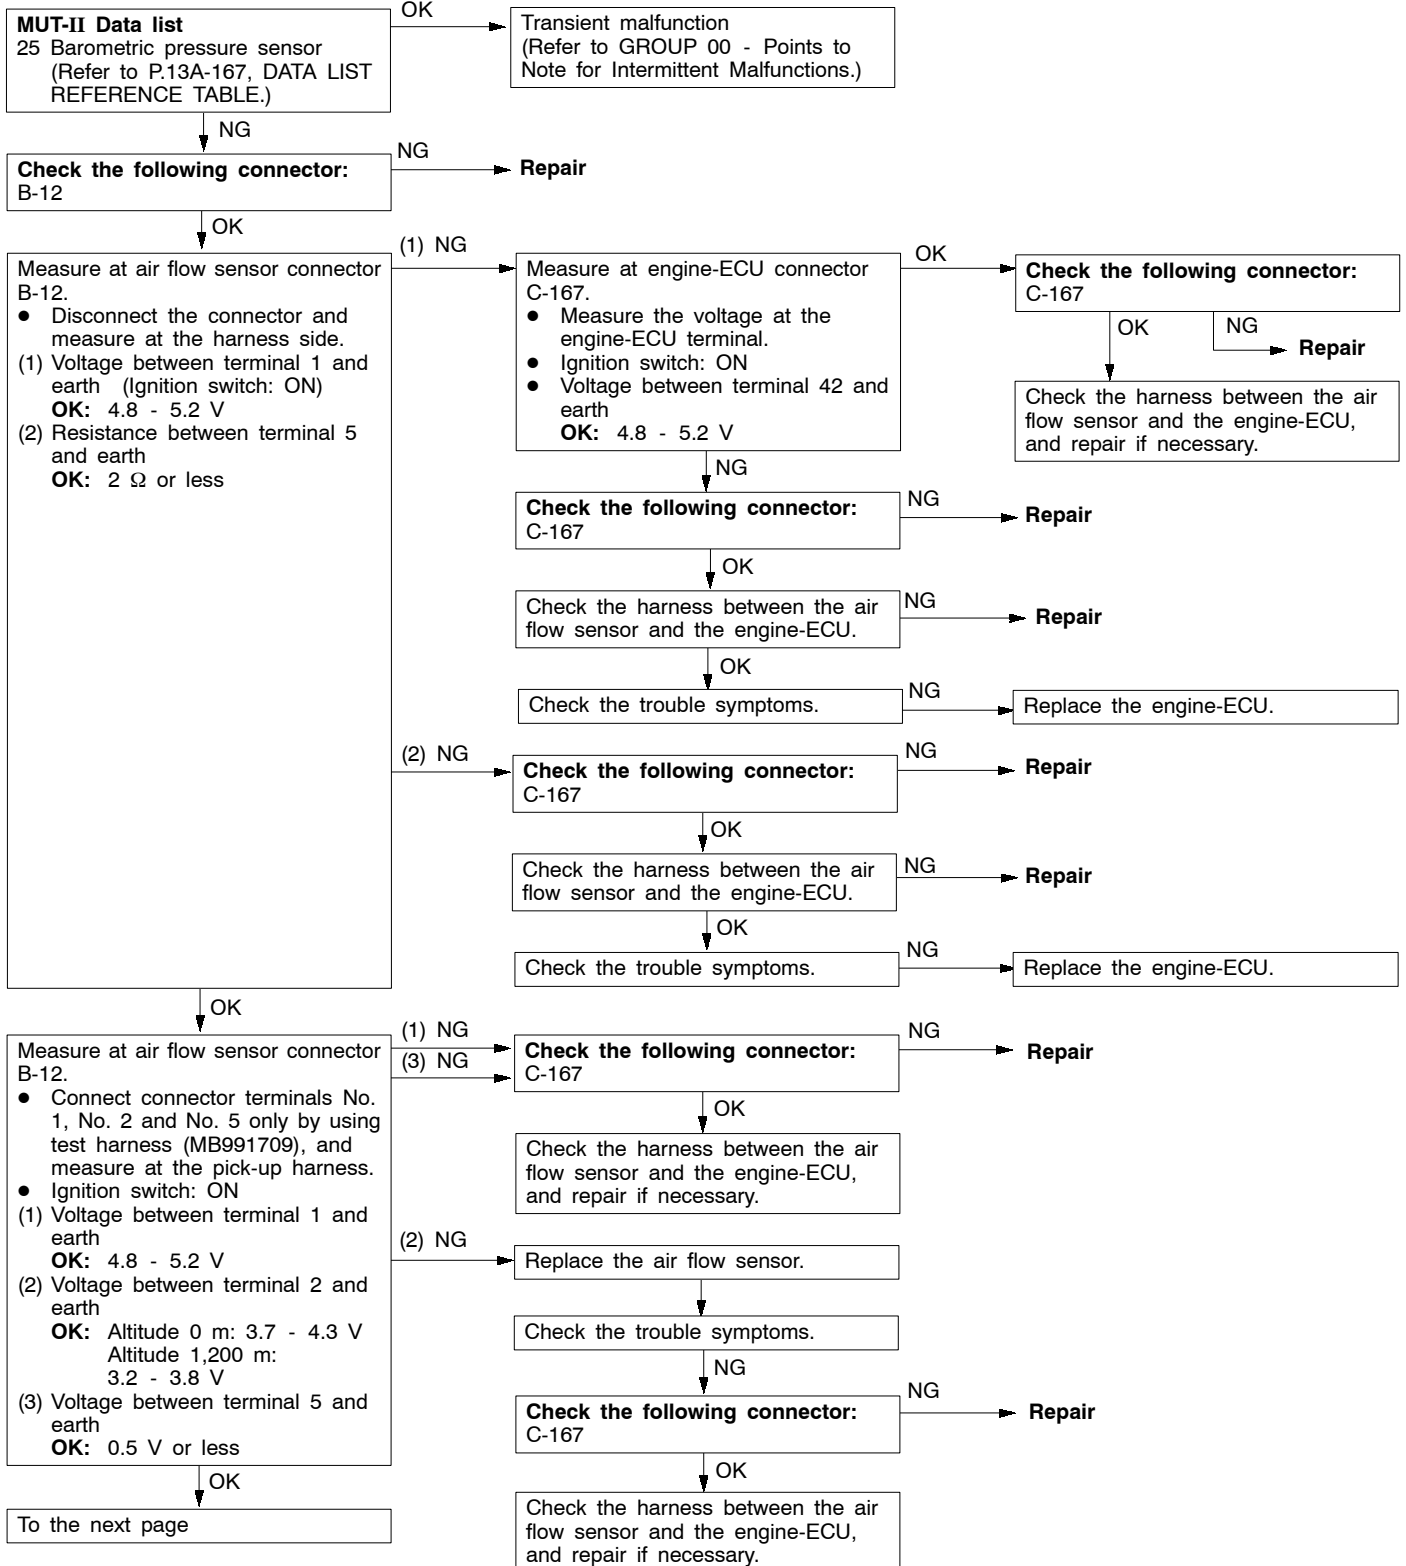 MUT-II Data list
25 Barometric pressure sensor
(Refer to P.13A-167, DATA LIST
REFERENCE TABLE.)
OK
Transient malfunction
(Refer to GROUP 00 - Points to
Note for Intermittent Malfunctions.)
NG
Check the following connector:
B-12
NG
Repair
OK
Measure at air flow sensor connector
B-12.
● Disconnect the connector and
measure at the harness side.
(1) Voltage between terminal 1 and
earth (Ignition switch: ON)
OK: 4.8 - 5.2 V
(2) Resistance between terminal 5
and earth
OK: 2 Ω or less
(1) NG
Measure at engine-ECU connector
C-167.
● Measure the voltage at the
engine-ECU terminal.
● Ignition switch: ON
● Voltage between terminal 42 and
earth
OK: 4.8 - 5.2 V
OK
Check the following connector:
C-167
OK
NG
Repair
Check the harness between the air
flow sensor and the engine-ECU,
and repair if necessary.
NG
Check the following connector:
C-167
NG
Repair
OK
Check the harness between the air
flow sensor and the engine-ECU.
NG
Repair
OK
Check the trouble symptoms.
NG
Replace the engine-ECU.
(2) NG
Check the following connector:
C-167
NG
Repair
OK
Check the harness between the air
flow sensor and the engine-ECU.
NG
Repair
OK
Check the trouble symptoms.
NG
Replace the engine-ECU.
OK
Measure at air flow sensor connector
B-12.
● Connect connector terminals No.
1, No. 2 and No. 5 only by using
test harness (MB991709), and
measure at the pick-up harness.
● Ignition switch: ON
(1) Voltage between terminal 1 and
earth
OK: 4.8 - 5.2 V
(2) Voltage between terminal 2 and
earth
OK: Altitude 0 m: 3.7 - 4.3 V
Altitude 1,200 m:
3.2 - 3.8 V
(3) Voltage between terminal 5 and
earth
OK: 0.5 V or less
(1) NG
(3) NG
Check the following connector:
C-167
NG
Repair
OK
Check the harness between the air
flow sensor and the engine-ECU,
and repair if necessary.
(2) NG
Replace the air flow sensor.
Check the trouble symptoms.
NG
Check the following connector:
C-167
NG
Repair
OK
Check the harness between the air
flow sensor and the engine-ECU,
and repair if necessary.
OK
To the next page